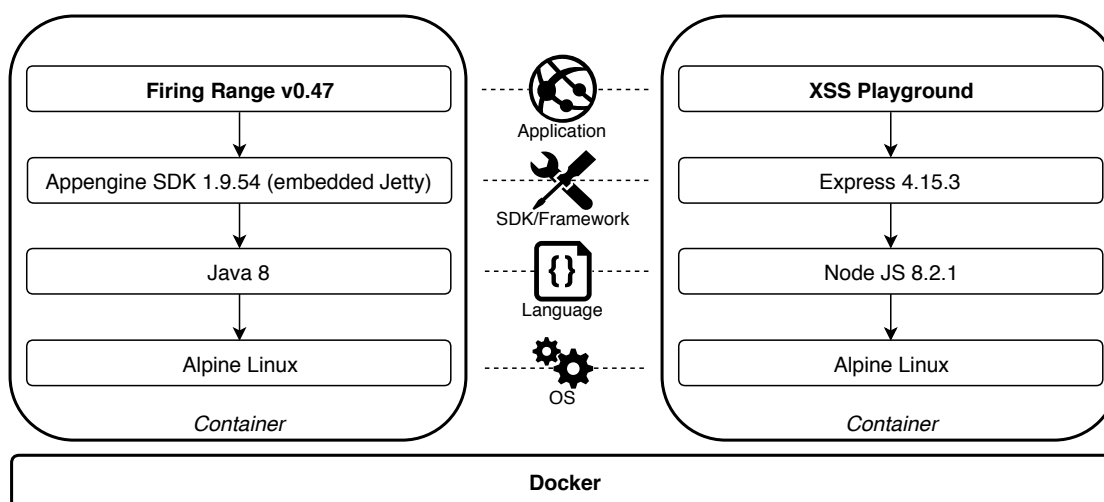 Firing Range v0.47
XSS Playground
Application
Appengine SDK 1.9.54 (embedded Jetty)
Express 4.15.3
SDK/Framework
Java 8
{}
Node JS 8.2.1
Language
Alpine Linux
Alpine Linux
OS
Container
Container
Docker